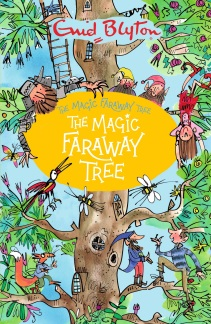 Enid Blyton
THE MAGIC FARAWAY TREE
THE MAGIC
FARAWAY
TREE